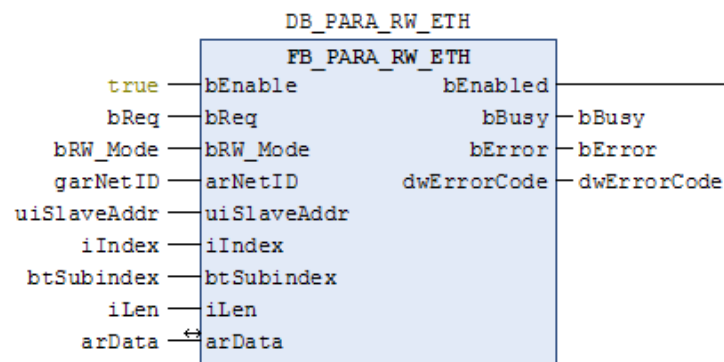 DB_PARA_RW_ETH
FB_PARA_RW_ETH
true bEnable bEnabled
bReq bReq bBusy bBusy
bRW_Mode bRW_Mode bError bError
garNetID arNetID dwErrorCode dwErrorCode
uiSlaveAddr uiSlaveAddr
iIndex iIndex
btSubindex btSubindex
iLen iLen
arData arData